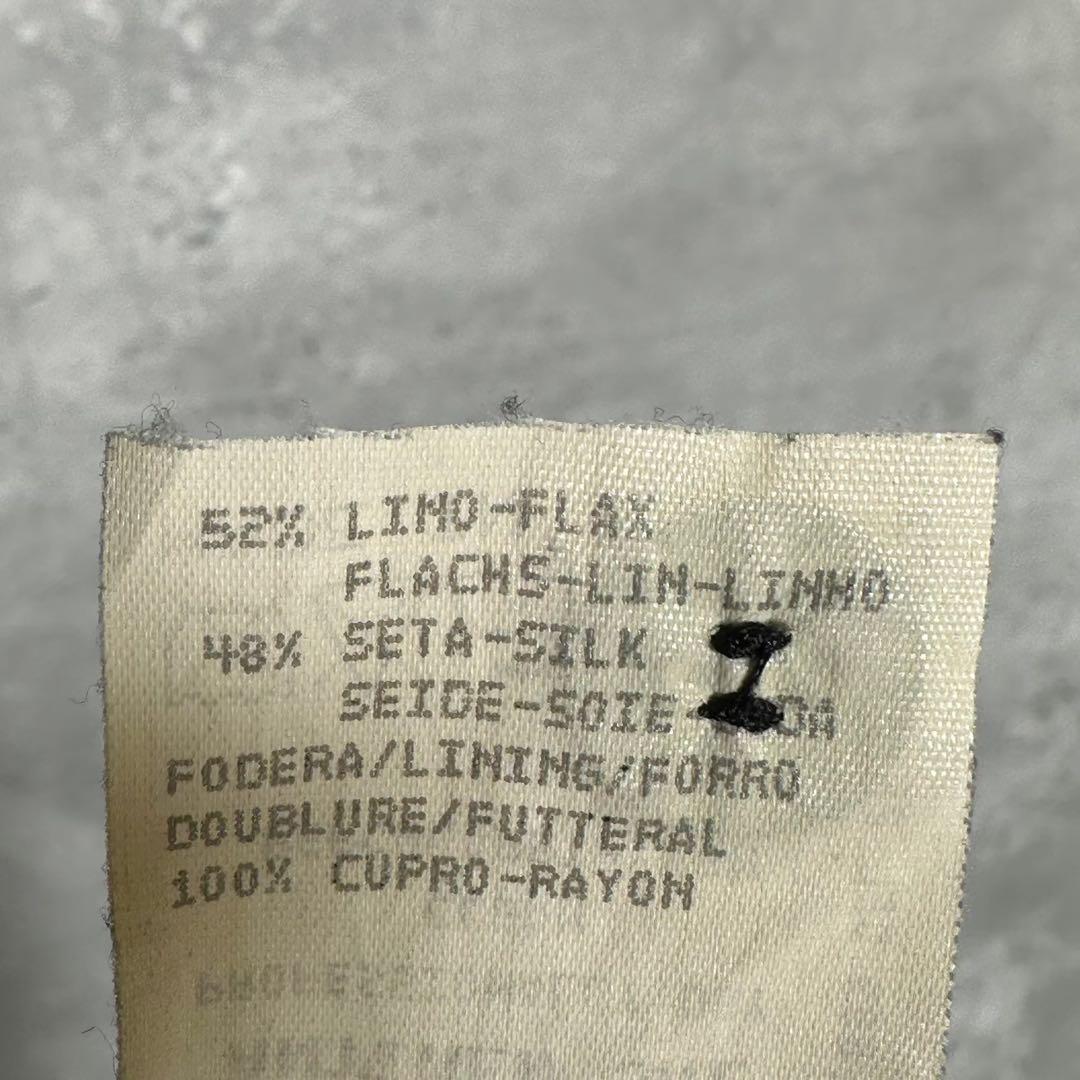 52% LINO-FLAX
FLACHS-LIN-LINHO
48% SETA-SILK
SEIDE-SOIE
FODERA/LINING/FORRO
DOUBLURE/FUTTERAL
100% CUPRO-RAYON